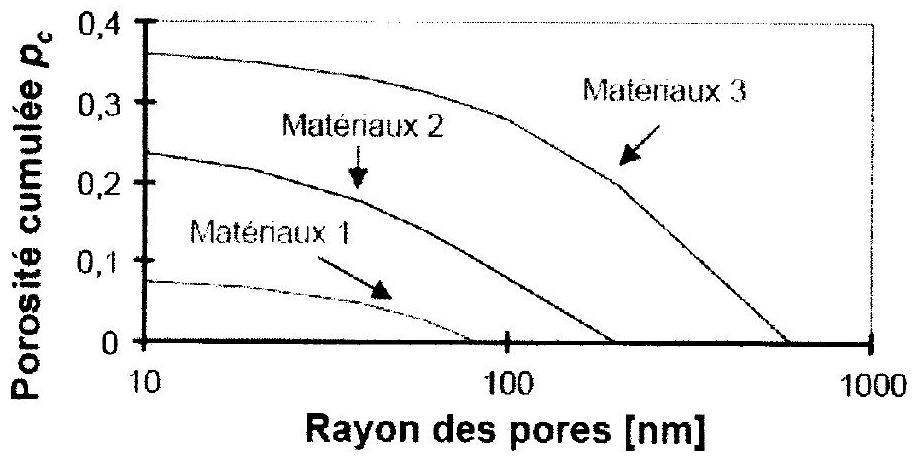 Porosité cumulée pc
0,4
0,3
0,2
0,1
0
Matériaux 3
Matériaux 2
Matériaux 1
10
100
1000
Rayon des pores [nm]